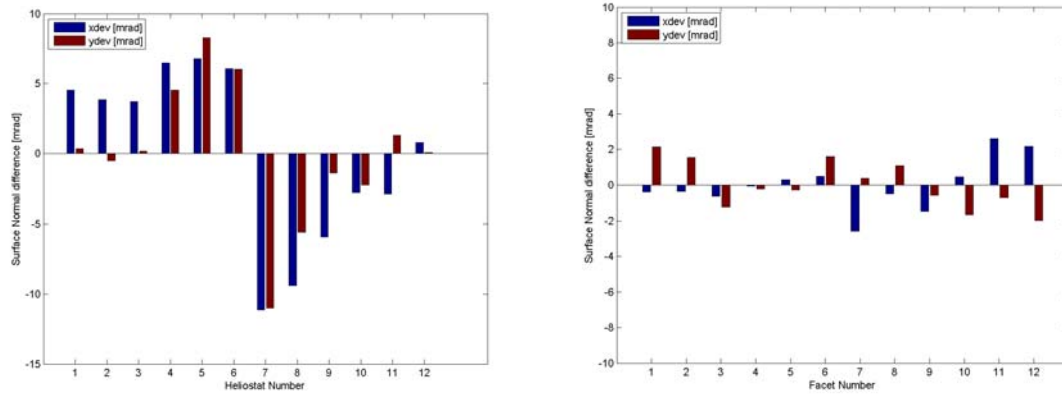 10
5
0
-5
-10
-15
Surface Normal difference [mrad]
xdev [mrad]
ydev [mrad]
1 2 3 4 5 6 7 8 9 10 11 12
Heliostat Number
10
8
6
4
2
0
-2
-4
-6
-8
-10
Surface Normal difference [mrad]
xdev [mrad]
ydev [mrad]
1 2 3 4 5 6 7 8 9 10 11 12
Facet Number